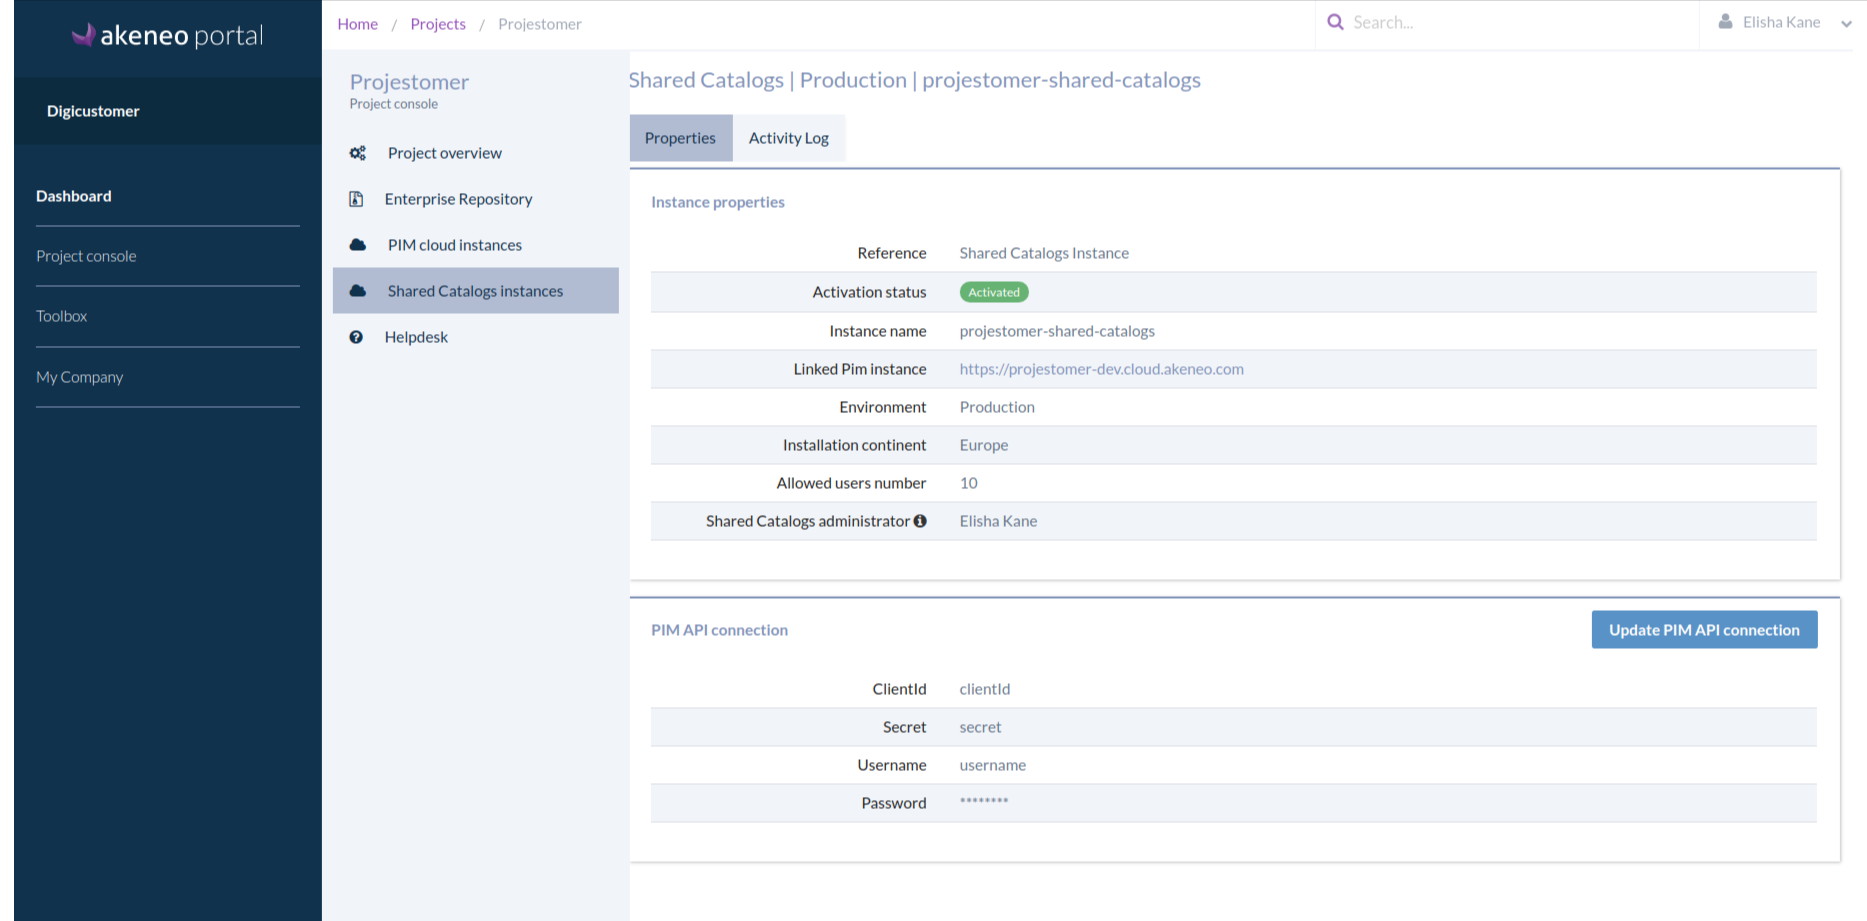 akeneo portal
Digicustomer
Dashboard
Project console
Toolbox
My Company
Home / Projects / Projestomer
Search...
Elisha Kane
Projestomer
Project console
Project overview
Enterprise Repository
PIM cloud instances
Shared Catalogs instances
Helpdesk
Shared Catalogs | Production | projestomer-shared-catalogs
Properties Activity Log
Instance properties
Reference Shared Catalogs Instance
Activation status Activated
Instance name projestomer-shared-catalogs
Linked Pim instance https://projestomer-dev.cloud.akeneo.com
Environment Production
Installation continent Europe
Allowed users number 10
Shared Catalogs administrator Elisha Kane
PIM API connection
Update PIM API connection
ClientId clientId
Secret secret
Username username
Password ********